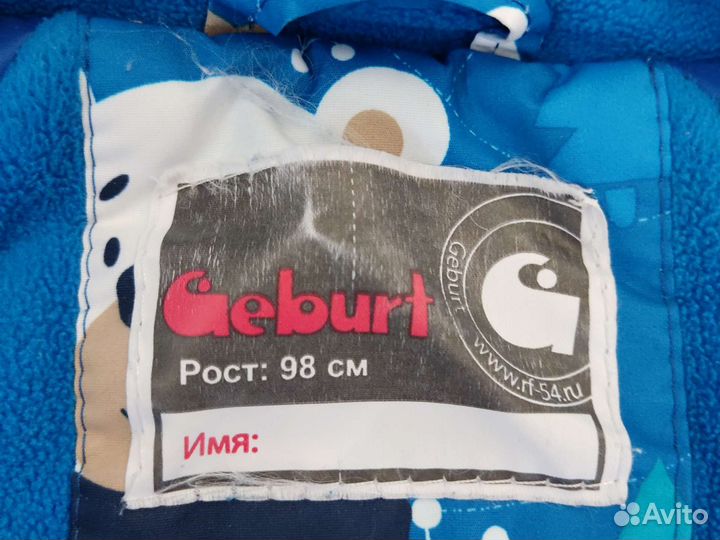 Geburt
Geburt
www.rf-54.ru
Рост: 98 см
Имя:
Avito